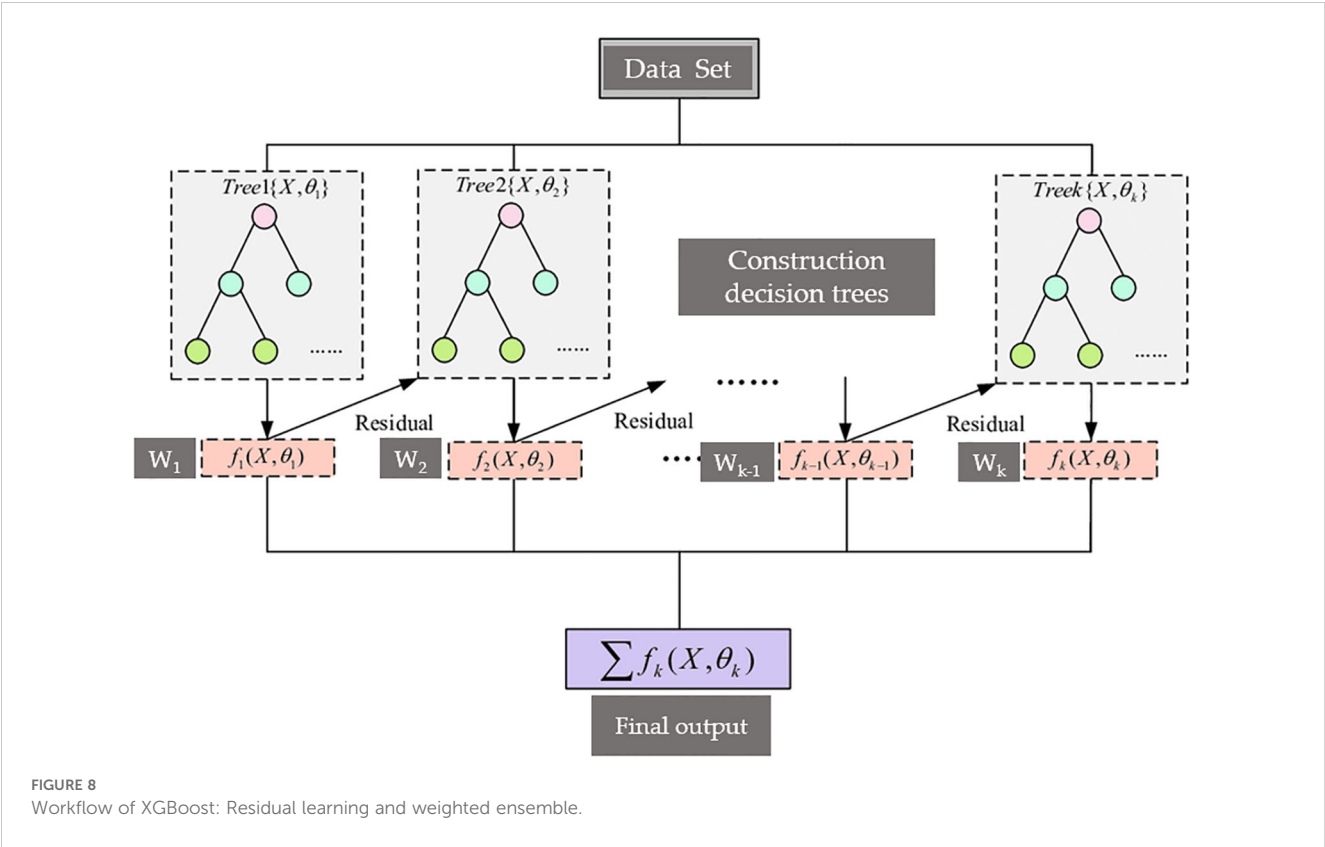 Data Set
Tree1{X,θ₁}
Tree2{X,θ₂}
Treek{X,θₖ}
Construction
decision trees
......
......
......
......
Residual
Residual
Residual
W₁
f₁(X,θ₁)
W₂
f₂(X,θ₂)
....
Wₖ₋₁
fₖ₋₁(X,θₖ₋₁)
Wₖ
fₖ(X,θₖ)
∑fₖ(X,θₖ)
Final output
FIGURE 8
Workflow of XGBoost: Residual learning and weighted ensemble.